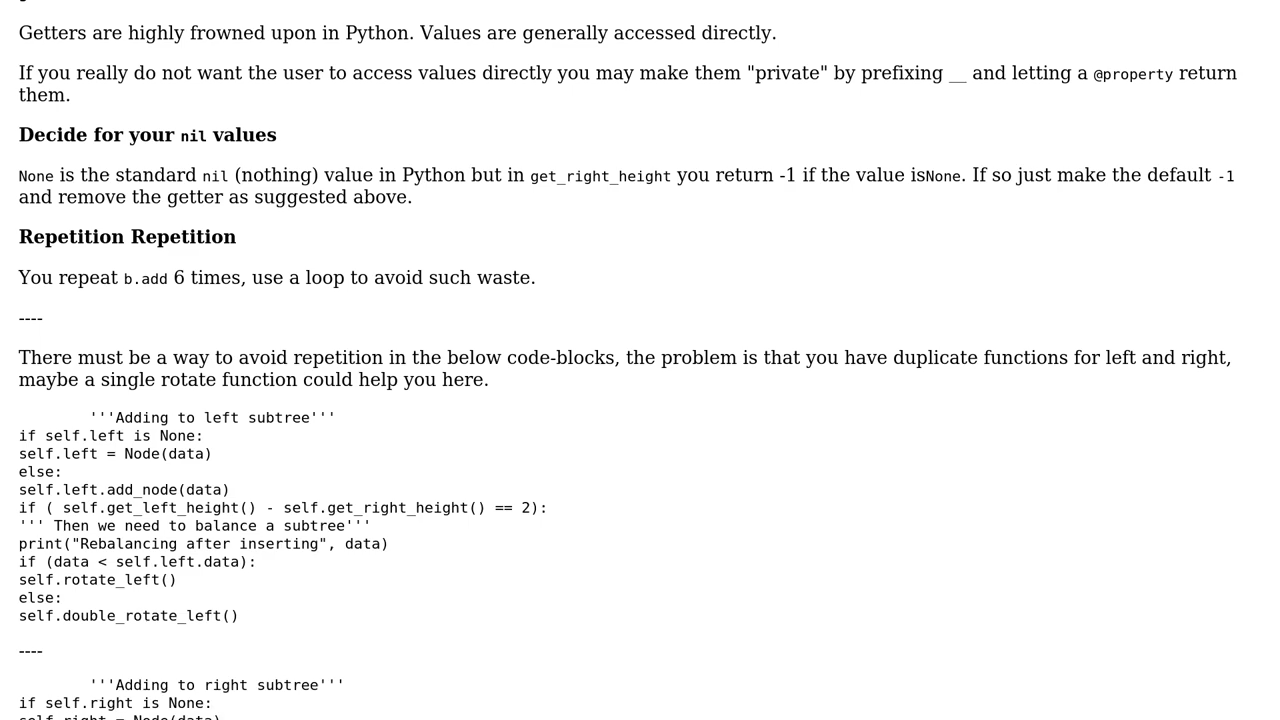 Getters are highly frowned upon in Python. Values are generally accessed directly.
If you really do not want the user to access values directly you may make them "private" by prefixing __ and letting a @property return
them.
Decide for your nil values
None is the standard nil (nothing) value in Python but in get_right_height you return -1 if the value isNone. If so just make the default -1
and remove the getter as suggested above.
Repetition Repetition
You repeat b.add 6 times, use a loop to avoid such waste.
----
There must be a way to avoid repetition in the below code-blocks, the problem is that you have duplicate functions for left and right,
maybe a single rotate function could help you here.
'''Adding to left subtree'''
if self.left is None:
self.left = Node(data)
else:
self.left.add_node(data)
if ( self.get_left_height() - self.get_right_height() == 2):
''' Then we need to balance a subtree'''
print("Rebalancing after inserting", data)
if (data < self.left.data):
self.rotate_left()
else:
self.double_rotate_left()
----
'''Adding to right subtree'''
if self.right is None:
self.right = Node(data)